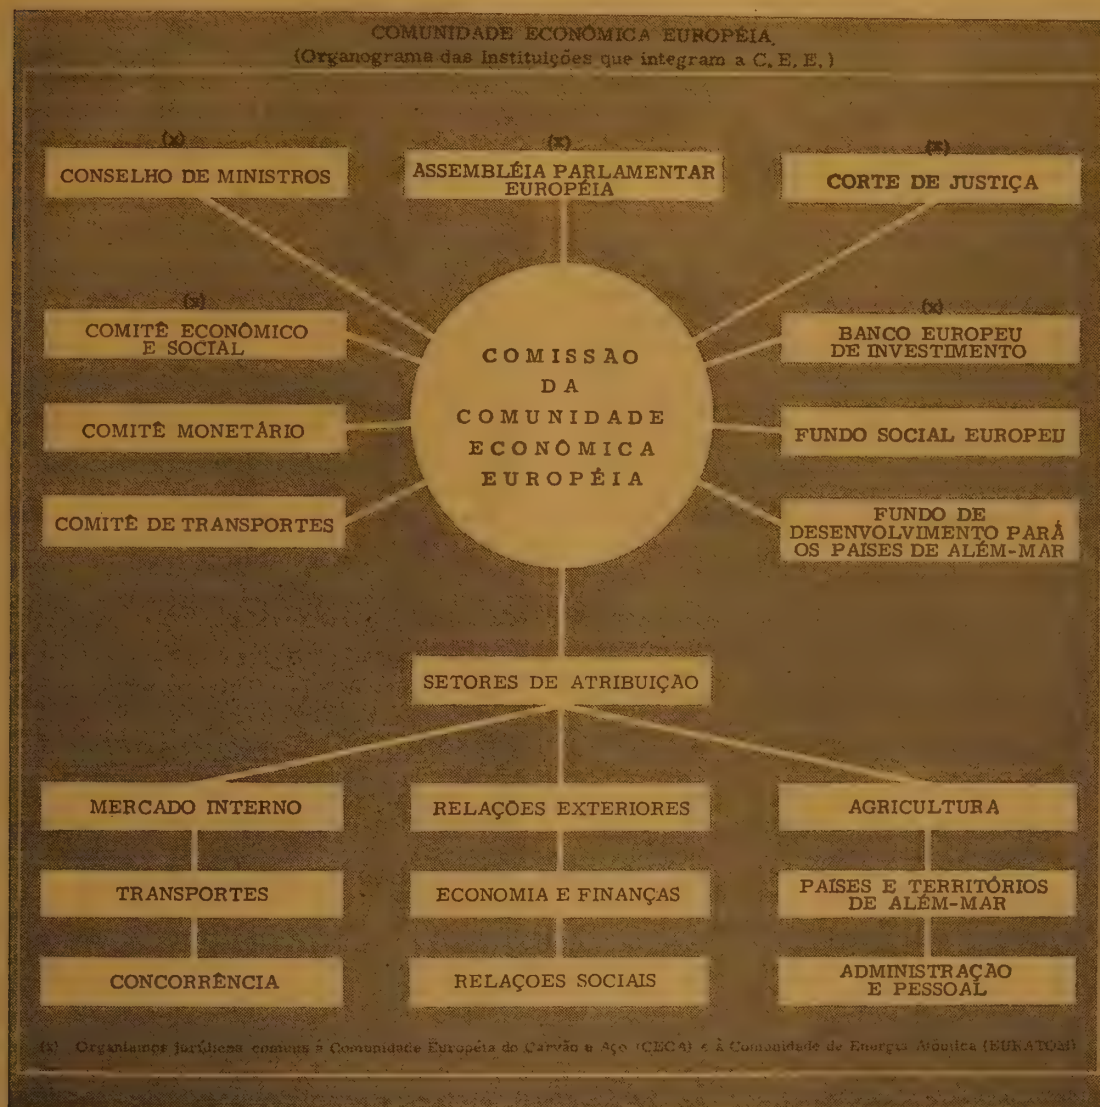 COMUNIDADE ECONÔMICA EUROPÉIA
(Organograma das Instituições que integram a C. E. E. )
(x)
CONSELHO DE MINISTROS
(x)
ASSEMBLÉIA PARLAMENTAR
EUROPÉIA
(x)
CORTE DE JUSTIÇA
(x)
COMITÊ ECONÔMICO
E SOCIAL
COMITÊ MONETÁRIO
COMITÊ DE TRANSPORTES
COMISSAO
DA
COMUNIDADE
ECONÔMICA
EUROPÉIA
(x)
BANCO EUROPEU
DE INVESTIMENTO
FUNDO SOCIAL EUROPEU
FUNDO DE
DESENVOLVIMENTO PARÁ
OS PAISES DE ALÉM-MAR
SETORES DE ATRIBUIÇAO
MERCADO INTERNO
RELAÇÕES EXTERIORES
AGRICULTURA
TRANSPORTES
ECONOMIA E FINANÇAS
PAISES E TERRITÓRIOS
DE ALÉM-MAR
CONCORRÊNCIA
RELAÇOES SOCIAIS
ADMINISTRAÇAO
E PESSOAL
(x) Organismos jurídicos comuns à Comunidade Européia do Carvão e Aço (CECA) e à Comunidade de Energia Atômica (EURATOM)